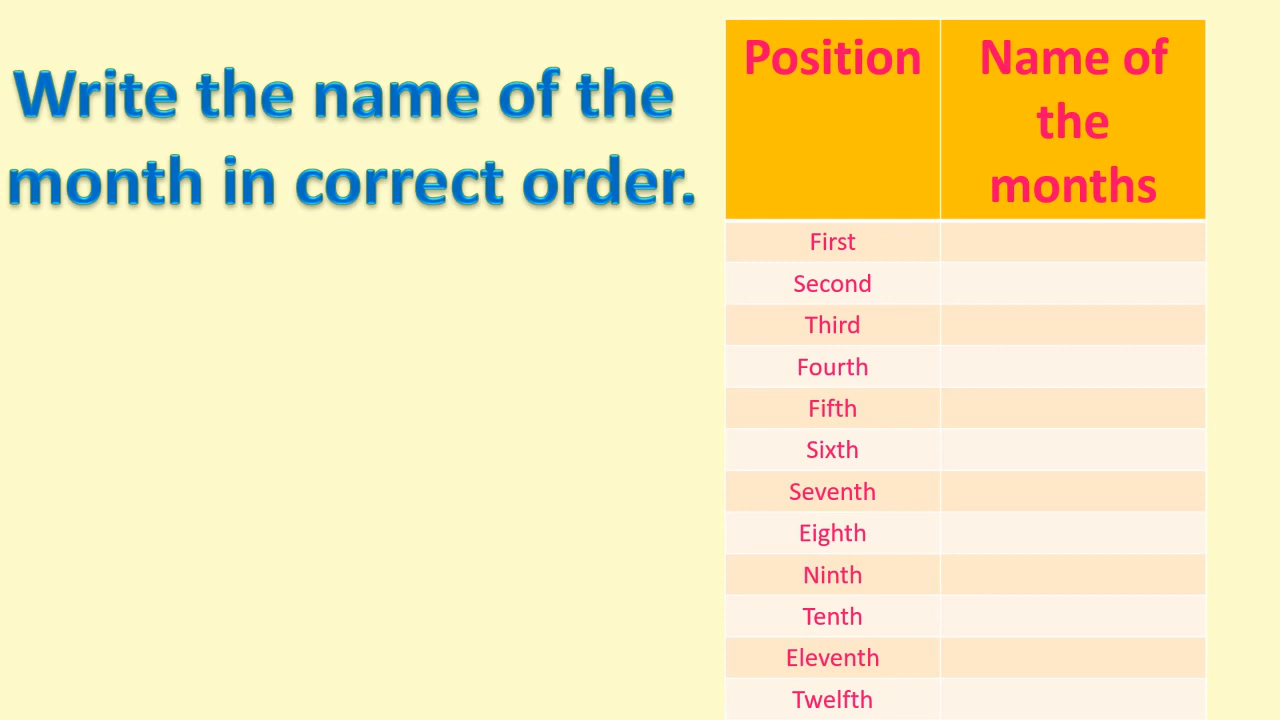 Write the name of the
month in correct order.
Position
Name of
the
months
First
Second
Third
Fourth
Fifth
Sixth
Seventh
Eighth
Ninth
Tenth
Eleventh
Twelfth